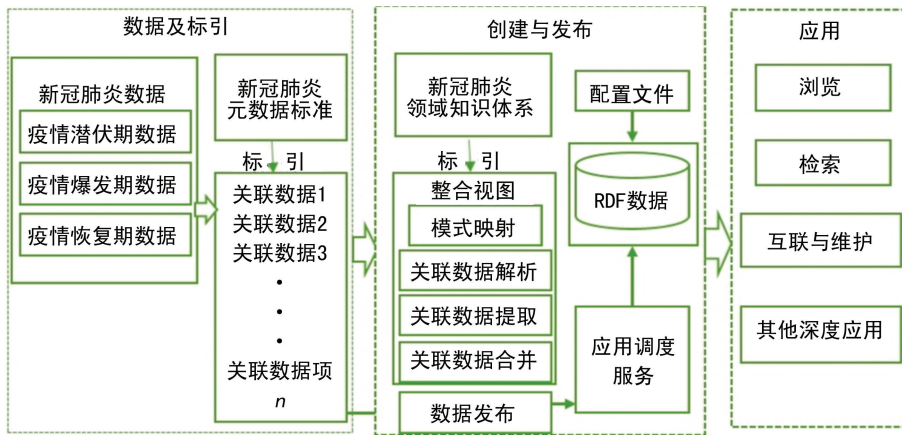 数据及标引
新冠肺炎数据
疫情潜伏期数据
疫情爆发期数据
疫情恢复期数据
新冠肺炎
元数据标准
标引
关联数据1
关联数据2
关联数据3
·
·
·
关联数据项
n
创建与发布
新冠肺炎
领域知识体系
标引
整合视图
模式映射
关联数据解析
关联数据提取
关联数据合并
数据发布
配置文件
RDF数据
应用调度
服务
应用
浏览
检索
互联与维护
其他深度应用